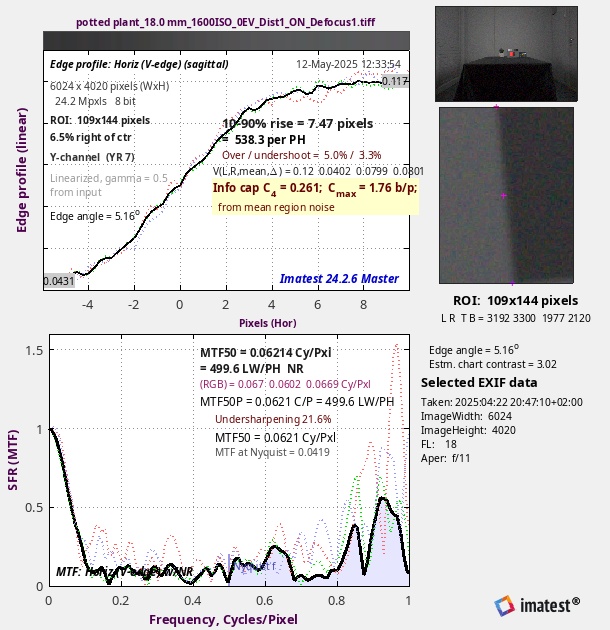 potted plant_18.0 mm_1600ISO_0EV_Dist1_ON_Defocus1.tiff
Edge profile: Horiz (V-edge) (sagittal)
12-May-2025 12:33:54
6024 x 4020 pixels (WxH)
24.2 Mpxls 8 bit
ROI: 109x144 pixels
6.5% right of ctr
Y-channel (YR 7)
Linearized, gamma = 0.5
from input
Edge angle = 5.16o
0.117
10-90% rise = 7.47 pixels
= 538.3 per PH
Over / undershoot = 5.0% / 3.3%
V(L,R,mean,Δ) = 0.12 0.0402 0.0799 0.0801
Info cap C4 = 0.261; Cmax = 1.76 b/p;
from mean region noise
0.0431
Imatest 24.2.6 Master
Edge profile (linear)
-4 -2 0 2 4 6 8
Pixels (Hor)
ROI: 109x144 pixels
L R T B = 3192 3300 1977 2120
Edge angle = 5.16o
Estm. chart contrast = 3.02
Selected EXIF data
Taken: 2025:04:22 20:47:10+02:00
ImageWidth: 6024
ImageHeight: 4020
FL: 18
Aper: f/11
MTF50 = 0.06214 Cy/Pxl
= 499.6 LW/PH NR
(RGB) = 0.067 0.0602 0.0669 Cy/Pxl
MTF50P = 0.0621 C/P = 499.6 LW/PH
Undersharpening 21.6%
MTF50 = 0.0621 Cy/Pxl
MTF at Nyquist = 0.0419
1.5
1
0.5
0
SFR (MTF)
MTF: Horiz (V-edge) w/NR
Nyquist f
0 0.2 0.4 0.6 0.8 1
Frequency, Cycles/Pixel
imatest®